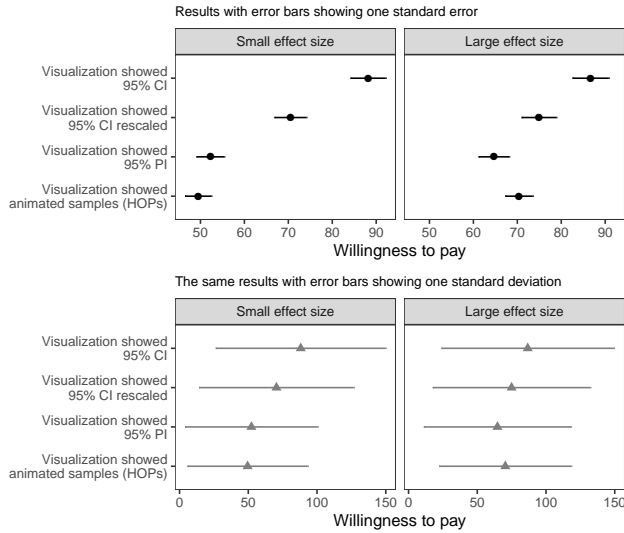 Results with error bars showing one standard error
Small effect size
Large effect size
Visualization showed
95% CI
Visualization showed
95% CI rescaled
Visualization showed
95% PI
Visualization showed
animated samples (HOPs)
50 60 70 80 90 50 60 70 80 90
Willingness to pay
The same results with error bars showing one standard deviation
Small effect size
Large effect size
Visualization showed
95% CI
Visualization showed
95% CI rescaled
Visualization showed
95% PI
Visualization showed
animated samples (HOPs)
0 50 100 150 0 50 100 150
Willingness to pay